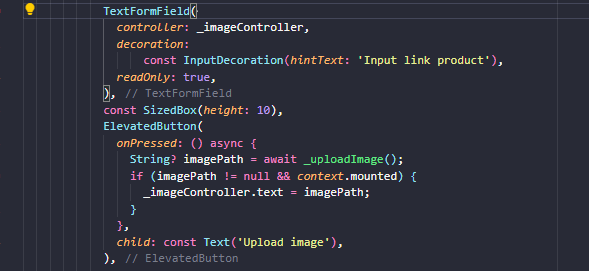 TextFormField(
controller: _imageController,
decoration:
const InputDecoration(hintText: 'Input link product'),
readOnly: true,
), // TextFormField
const SizedBox(height: 10),
ElevatedButton(
onPressed: () async {
String? imagePath = await _uploadImage();
if (imagePath != null && context.mounted) {
_imageController.text = imagePath;
}
},
child: const Text('Upload image'),
), // ElevatedButton